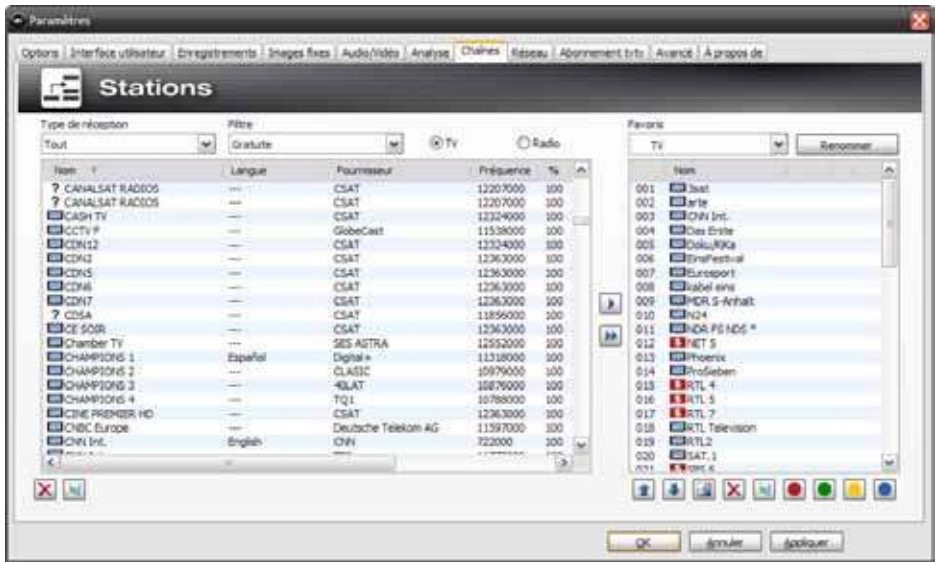 Paramètres
Options Interface utilisateur Enregistrements Images fixes Audio/Vidéo Analyse Chaînes Réseau Abonnement tvtv Avancé À propos de
Stations
Type de réception Filtre Favoris
Tout Gratuite TV Radio TV Renommer
Nom Langue Fournisseur Fréquence %
? CANALSAT RADIOS --- CSAT 12207000 100
? CANALSAT RADIOS --- CSAT 12207000 100
CASH TV --- CSAT 12324000 100
CCTV F --- GlobeCast 11538000 100
CDN12 --- CSAT 12324000 100
CDN2 --- CSAT 12363000 100
CDN5 --- CSAT 12363000 100
CDN6 --- CSAT 12363000 100
CDN7 --- CSAT 12363000 100
? CDSA --- CSAT 11856000 100
CE SOIR --- CSAT 12363000 100
Chamber TV --- SES ASTRA 12552000 100
CHAMPIONS 1 Español Digital+ 11318000 100
CHAMPIONS 2 --- CLASIC 10979000 100
CHAMPIONS 3 --- 40LAT 10876000 100
CHAMPIONS 4 --- TQ1 10788000 100
CINE PREMIER HD --- CSAT 12363000 100
CNBC Europe --- Deutsche Telekom AG 11597000 100
CNN Int. English CNN 722000 100
Nom
001 3sat
002 arte
003 CNN Int.
004 Das Erste
005 Doku/KiKa
006 EinsFestival
007 Eurosport
008 kabel eins
009 MDR S-Anhalt
010 N24
011 NDR FS NDS *
012 NET 5
013 Phoenix
014 ProSieben
015 RTL 4
016 RTL 5
017 RTL 7
018 RTL Television
019 RTL2
020 SAT.1
021 SBS 6
OK Annuler Appliquer